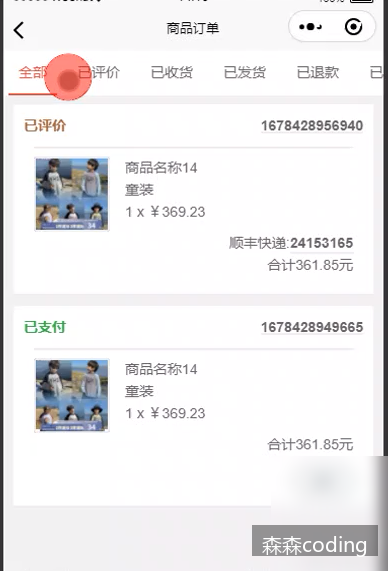 商品订单
全部 已评价 已收货 已发货 已退款
已评价 1678428956940
商品名称14
童装
1 x ￥369.23
顺丰快递:24153165
合计361.85元
已支付 1678428949665
商品名称14
童装
1 x ￥369.23
合计361.85元
森森coding